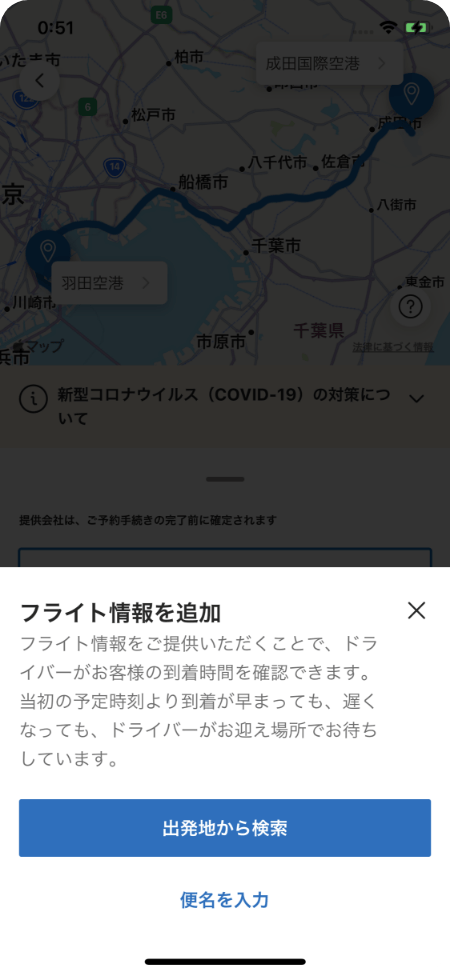 0:51
E6
いたま市
柏市
成田国際空港
6
松戸市
成田市
14
八千代市
佐倉市
船橋市
京
八街市
千葉市
羽田空港
東金市
川崎市
千葉県
市原市
マップ
法律に基づく情報
浜市
新型コロナウイルス（COVID-19）の対策につ
いて
提供会社は、ご予約手続きの完了前に確定されます
フライト情報を追加
フライト情報をご提供いただくことで、ドラ
イバーがお客様の到着時間を確認できます。
当初の予定時刻より到着が早まっても、遅く
なっても、ドライバーがお迎え場所でお待ち
しています。
出発地から検索
便名を入力